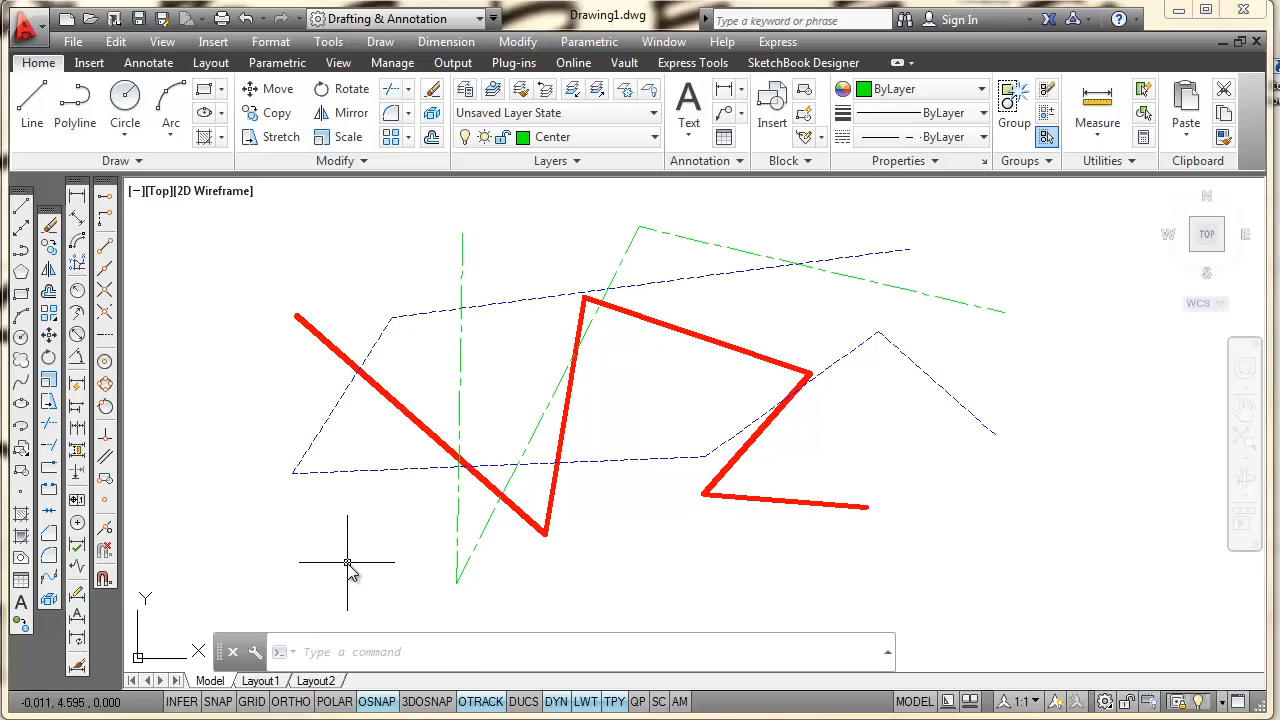 Drafting & Annotation
Drawing1.dwg
Type a keyword or phrase
Sign In
File Edit View Insert Format Tools Draw Dimension Modify Parametric Window Help Express
Home Insert Annotate Layout Parametric View Manage Output Plug-ins Online Vault Express Tools SketchBook Designer
Move Rotate ByLayer
Unsaved Layer State
Copy Mirror ByLayer
Line Polyline Circle Arc Text Insert Group Measure Paste
Stretch Scale Center ByLayer
Draw Modify Layers Annotation Block Properties Groups Utilities Clipboard
[−][Top][2D Wireframe]
N
W TOP E
S
WCS
Y
X
Type a command
Model Layout1 Layout2
-0.011, 4.595, 0.000 INFER SNAP GRID ORTHO POLAR OSNAP 3DOSNAP OTRACK DUCS DYN LWT TPY QP SC AM MODEL 1:1